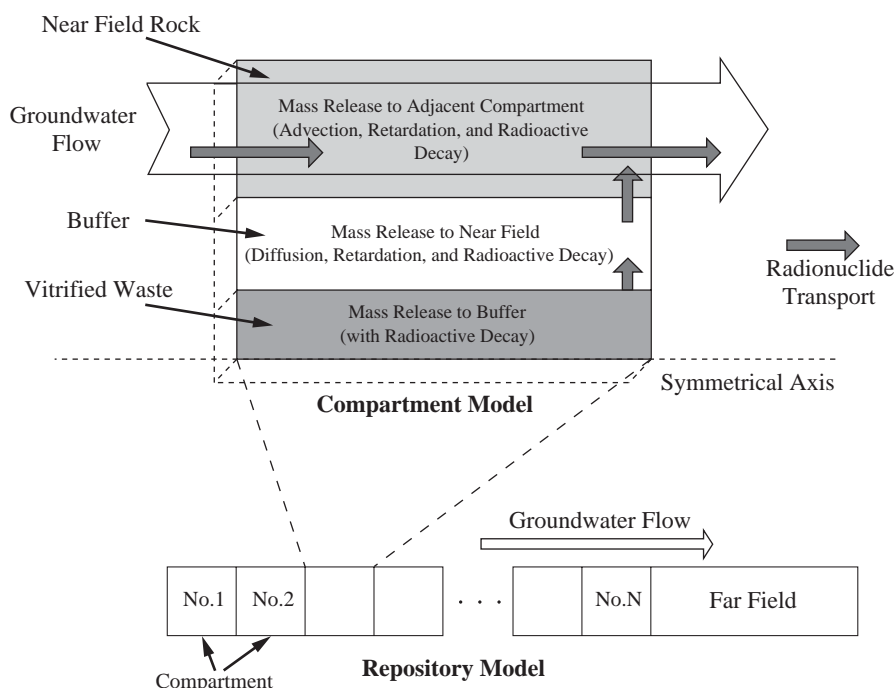 Near Field Rock
Groundwater
Flow
Mass Release to Adjacent Compartment
(Advection, Retardation, and Radioactive
Decay)
Buffer
Mass Release to Near Field
(Diffusion, Retardation, and Radioactive Decay)
Radionuclide
Transport
Vitrified Waste
Mass Release to Buffer
(with Radioactive Decay)
Symmetrical Axis
Compartment Model
Groundwater Flow
No.1
No.2
. . .
No.N
Far Field
Compartment
Repository Model